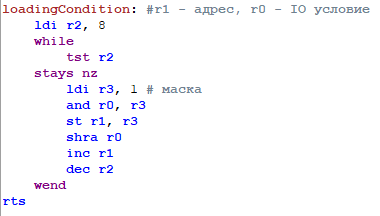 loadingCondition: #r1 - адрес, r0 - IO условие
ldi r2, 8
while
tst r2
stays nz
ldi r3, 1 # маска
and r0, r3
st r1, r3
shra r0
inc r1
dec r2
wend
rts